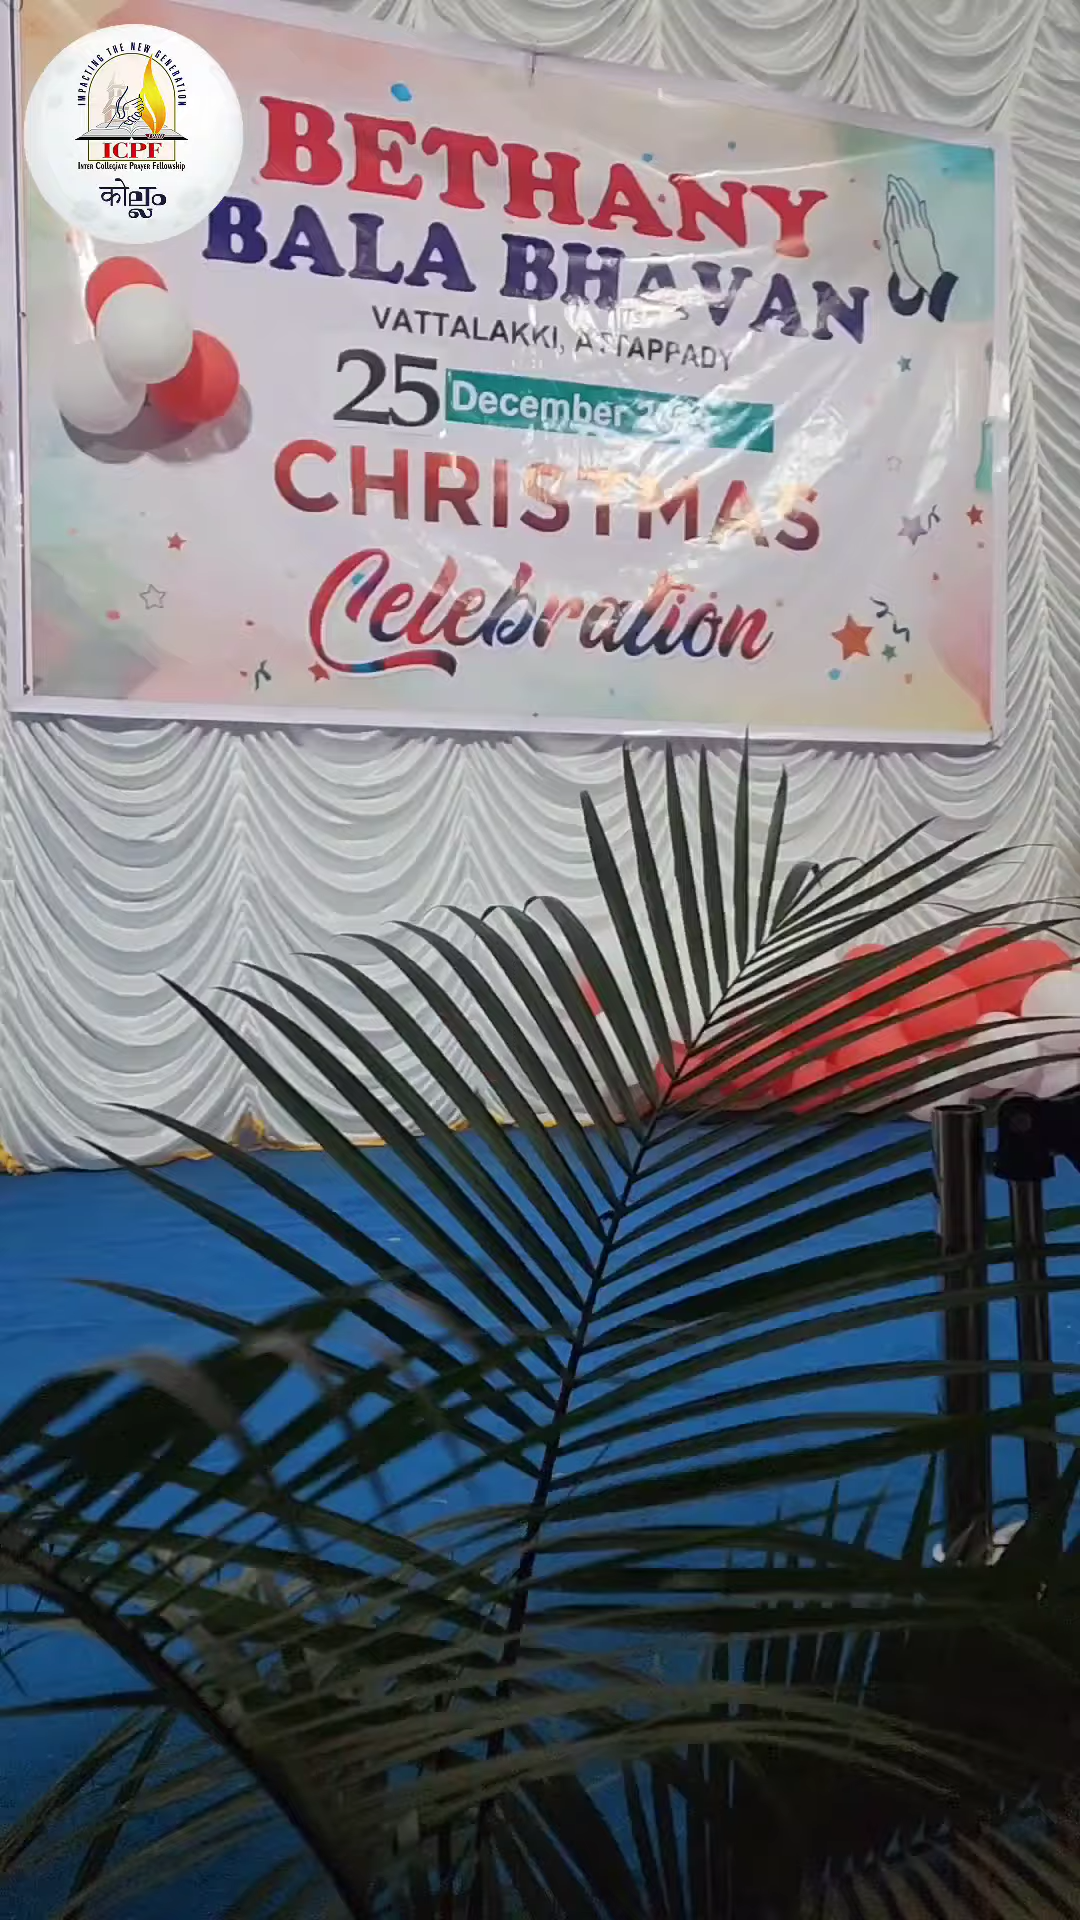 IMPACTING THE NEW GENERATION
ICPF
INTER COLLEGIATE PRAYER FELLOWSHIP
കൊല്ലം
BETHANY
BALA BHAVAN
VATTALAKKI, ATTAPPADY
25 December
CHRISTMAS
Celebration